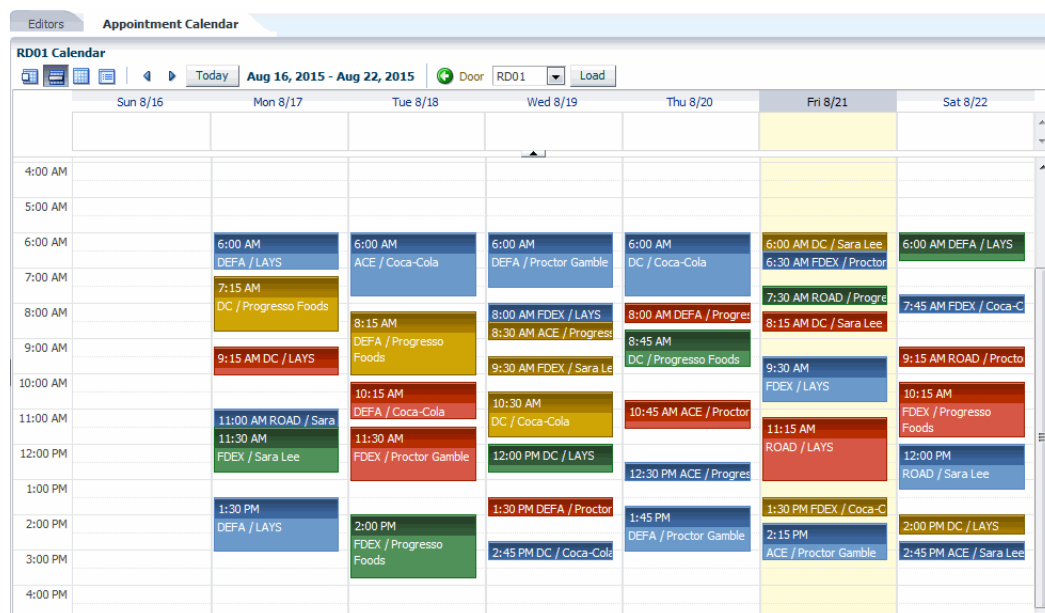 Editors
Appointment Calendar
RD01 Calendar
Today
Aug 16, 2015 - Aug 22, 2015
Door
RD01
Load
Sun 8/16
Mon 8/17
Tue 8/18
Wed 8/19
Thu 8/20
Fri 8/21
Sat 8/22
4:00 AM
5:00 AM
6:00 AM
7:00 AM
8:00 AM
9:00 AM
10:00 AM
11:00 AM
12:00 PM
1:00 PM
2:00 PM
3:00 PM
4:00 PM
6:00 AM
DEFA / LAYS
7:15 AM
DC / Progresso Foods
9:15 AM DC / LAYS
11:00 AM ROAD / Sara
11:30 AM
FDEX / Sara Lee
1:30 PM
DEFA / LAYS
6:00 AM
ACE / Coca-Cola
8:15 AM
DEFA / Progresso
Foods
10:15 AM
DEFA / Coca-Cola
11:30 AM
FDEX / Proctor Gamble
2:00 PM
FDEX / Progresso
Foods
6:00 AM
DEFA / Proctor Gamble
8:00 AM FDEX / LAYS
8:30 AM ACE / Progress
9:30 AM FDEX / Sara Le
10:30 AM
DC / Coca-Cola
12:00 PM DC / LAYS
1:30 PM DEFA / Proctor
2:45 PM DC / Coca-Cola
6:00 AM
DC / Coca-Cola
8:00 AM DEFA / Progres
8:45 AM
DC / Progresso Foods
10:45 AM ACE / Proctor
12:30 PM ACE / Progres
1:45 PM
DEFA / Proctor Gamble
6:00 AM DC / Sara Lee
6:30 AM FDEX / Proctor
7:30 AM ROAD / Progre
8:15 AM DC / Sara Lee
9:30 AM
FDEX / LAYS
11:15 AM
ROAD / LAYS
1:30 PM FDEX / Coca-C
2:15 PM
ACE / Proctor Gamble
6:00 AM DEFA / LAYS
7:45 AM FDEX / Coca-C
9:15 AM ROAD / Procto
10:15 AM
FDEX / Progresso
Foods
12:00 PM
ROAD / Sara Lee
2:00 PM DC / LAYS
2:45 PM ACE / Sara Lee